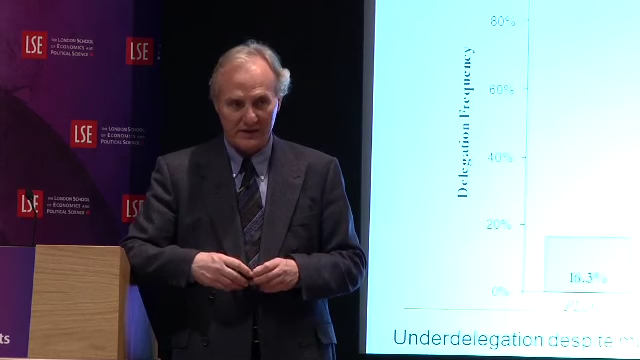 LSE
THE LONDON SCHOOL
OF ECONOMICS AND
POLITICAL SCIENCE
LSE
LSE
THE LONDON SCHOOL
OF ECONOMICS AND
POLITICAL SCIENCE
LSE
THE LONDON SCHOOL
OF ECONOMICS AND
POLITICAL SCIENCE
LSE
ts
80%
60%
40%
20%
0%
Delegation Frequency
16.3%
Underdelegation despite